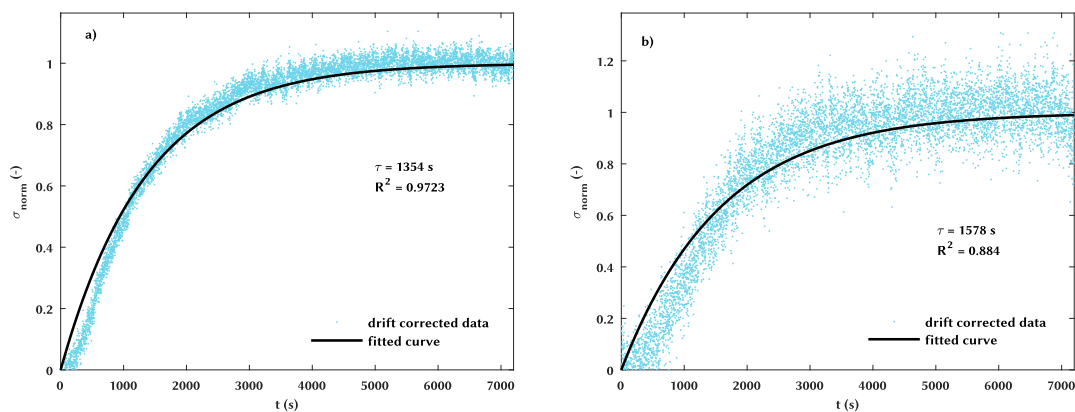 a)
1
0.8
0.6
0.4
0.2
0
σ norm (-)
τ = 1354 s
R² = 0.9723
drift corrected data
fitted curve
0 1000 2000 3000 4000 5000 6000 7000
t (s)
b)
1.2
1.0
0.8
0.6
0.4
0.2
0
σ norm (-)
τ = 1578 s
R² = 0.884
drift corrected data
fitted curve
0 1000 2000 3000 4000 5000 6000 7000
t (s)